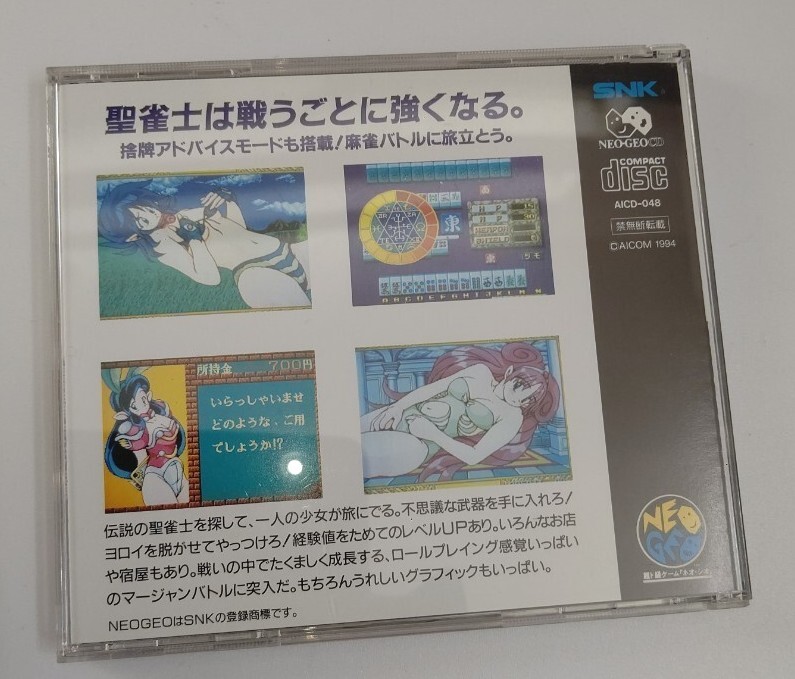 聖雀士は戦うごとに強くなる。
捨牌アドバイスモードも搭載!麻雀バトルに旅立とう。
SNK
NEO・GEO CD
COMPACT
disc
AICD-048
禁無断転載
©AICOM 1994
東
ツモ
ABCDEFGHIJKLMN
所持金 700円
いらっしゃいませ
どのような、ご用
でしょうか!?
伝説の聖雀士を探して、一人の少女が旅にでる。不思議な武器を手に入れろ!
ヨロイを脱がせてやっつけろ!経験値をためてのレベルUPあり。いろんなお店
や宿屋もあり。戦いの中でたくましく成長する、ロールプレイング感覚いっぱい
のマージャンバトルに突入だ。もちろんうれしいグラフィックもいっぱい。
NEOGEOはSNKの登録商標です。
NEO
GEO